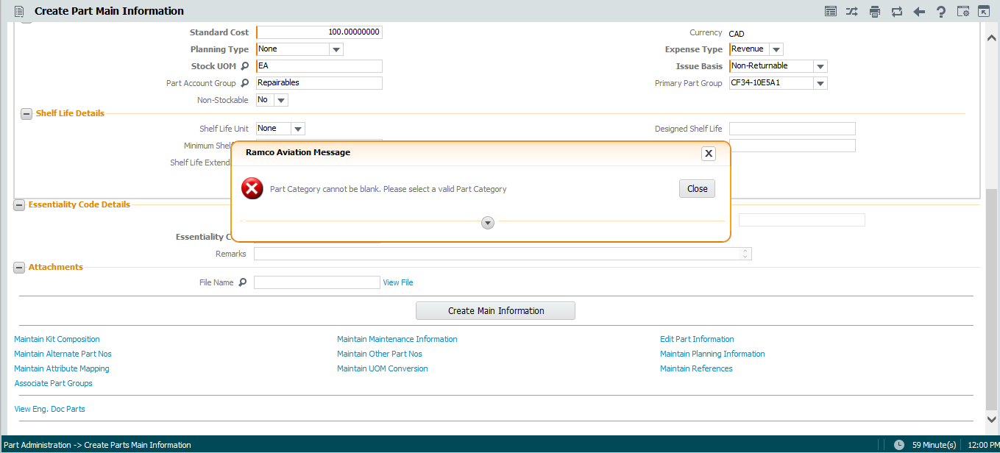 Create Part Main Information
Standard Cost 100.00000000 Currency CAD
Planning Type None Expense Type Revenue
Stock UOM EA Issue Basis Non-Returnable
Part Account Group Repairables Primary Part Group CF34-10E5A1
Non-Stockable No
Shelf Life Details
Shelf Life Unit None Designed Shelf Life
Minimum Shelf
Shelf Life Extenda
Ramco Aviation Message
X
Part Category cannot be blank. Please select a valid Part Category
Close
Essentiality Code Details
Essentiality C
Remarks
Attachments
File Name View File
Create Main Information
Maintain Kit Composition Maintain Maintenance Information Edit Part Information
Maintain Alternate Part Nos Maintain Other Part Nos Maintain Planning Information
Maintain Attribute Mapping Maintain UOM Conversion Maintain References
Associate Part Groups
View Eng. Doc Parts
Part Administration -> Create Parts Main Information 59 Minute(s) 12:00 PM